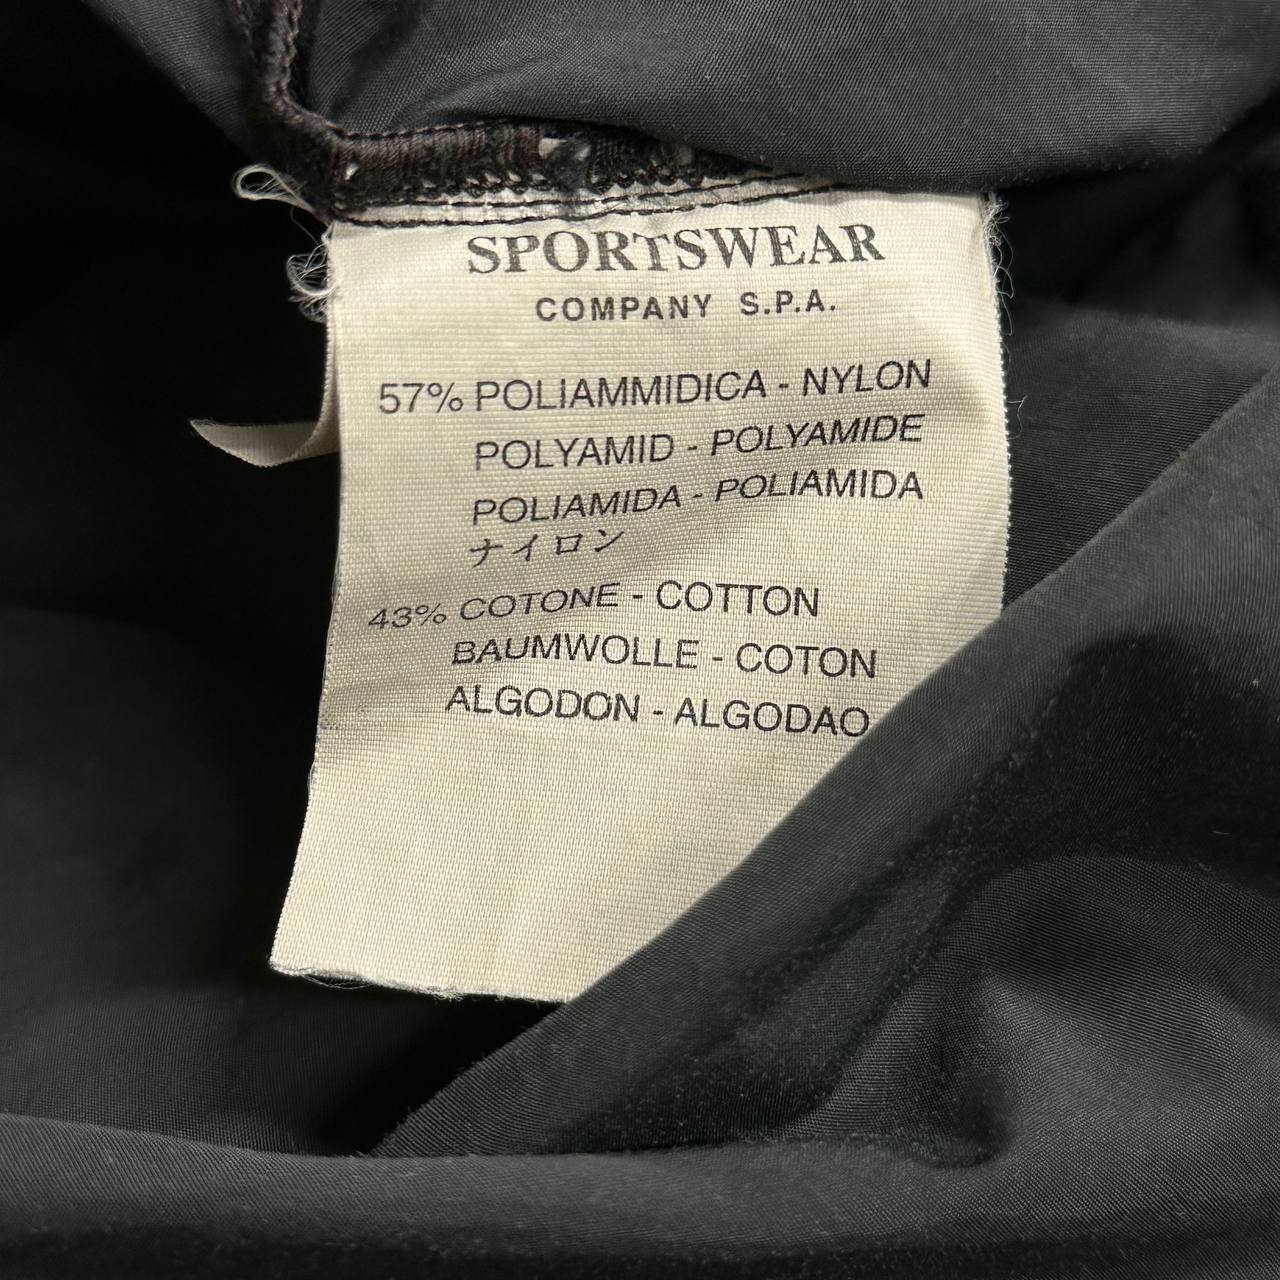 SPORTSWEAR
COMPANY S.P.A.
57% POLIAMMIDICA - NYLON
POLYAMID - POLYAMIDE
POLIAMIDA - POLIAMIDA
ナイロン
43% COTONE - COTTON
BAUMWOLLE - COTON
ALGODON - ALGODAO